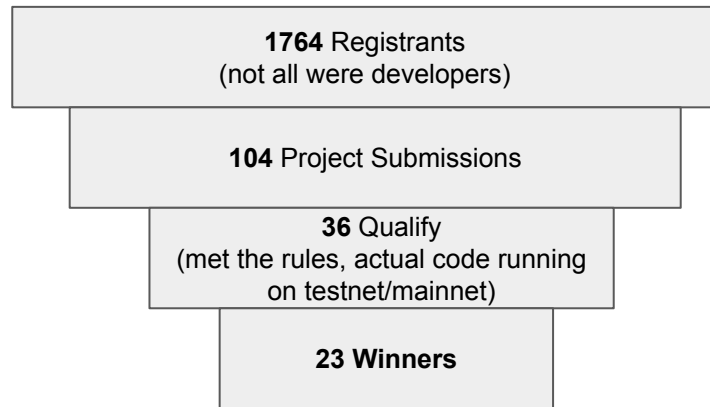 1764 Registrants
(not all were developers)
104 Project Submissions
36 Qualify
(met the rules, actual code running
on testnet/mainnet)
23 Winners